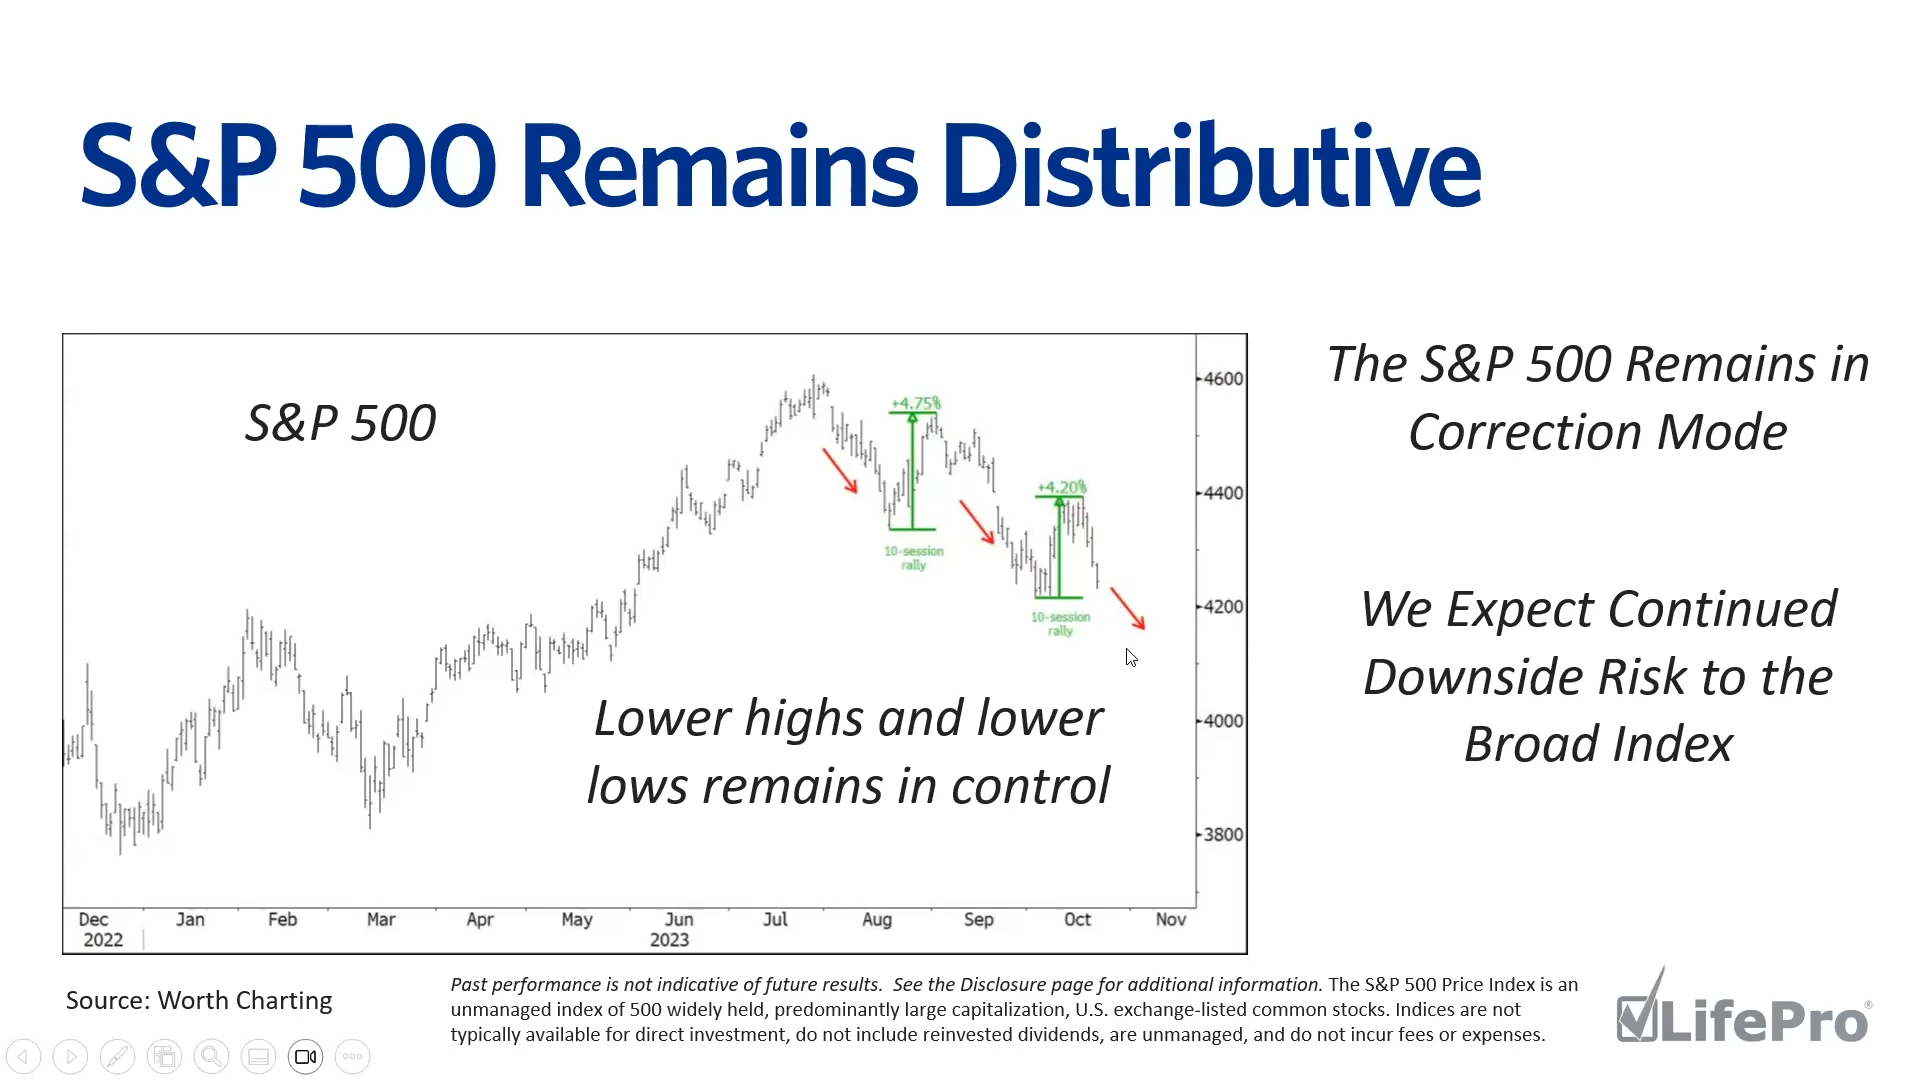 S&P 500 Remains Distributive
S&P 500
+4.75%
10-session
rally
+4.20%
10-session
rally
Lower highs and lower
lows remains in control
4600
4400
4200
4000
3800
Dec Jan Feb Mar Apr May Jun Jul Aug Sep Oct Nov
2022 2023
The S&P 500 Remains in
Correction Mode
We Expect Continued
Downside Risk to the
Broad Index
Source: Worth Charting
Past performance is not indicative of future results.  See the Disclosure page for additional information. The S&P 500 Price Index is an
unmanaged index of 500 widely held, predominantly large capitalization, U.S. exchange-listed common stocks. Indices are not
typically available for direct investment, do not include reinvested dividends, are unmanaged, and do not incur fees or expenses.
LifePro®